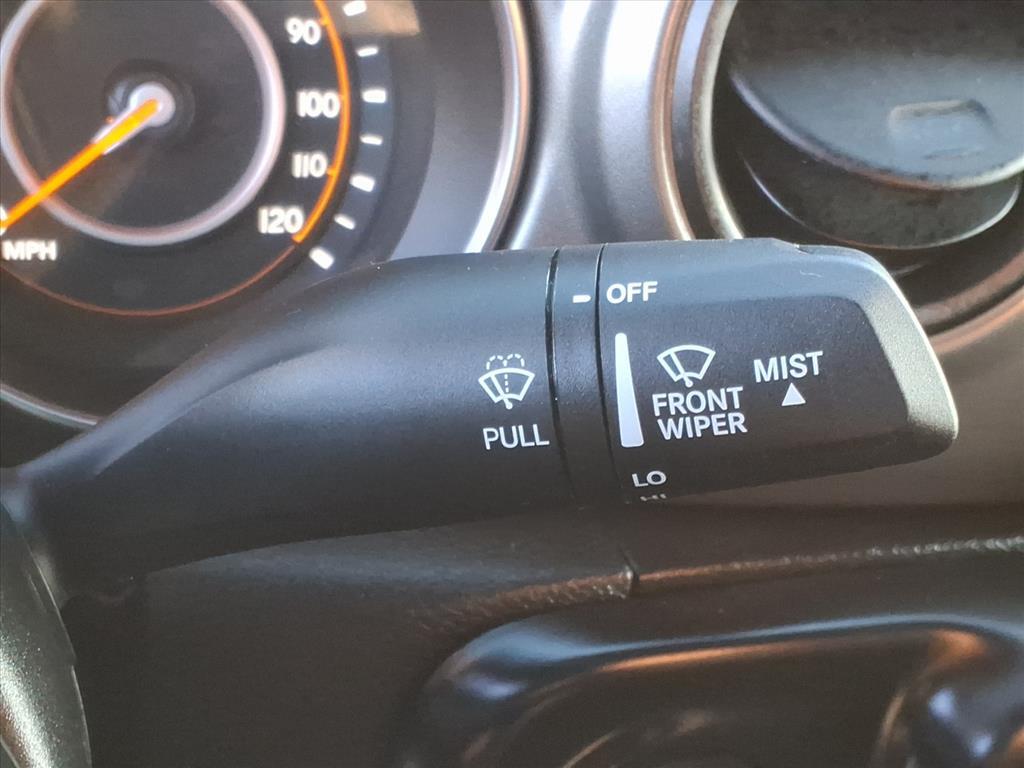 90
100
110
120
MPH
OFF
MIST
FRONT
WIPER
PULL
LO